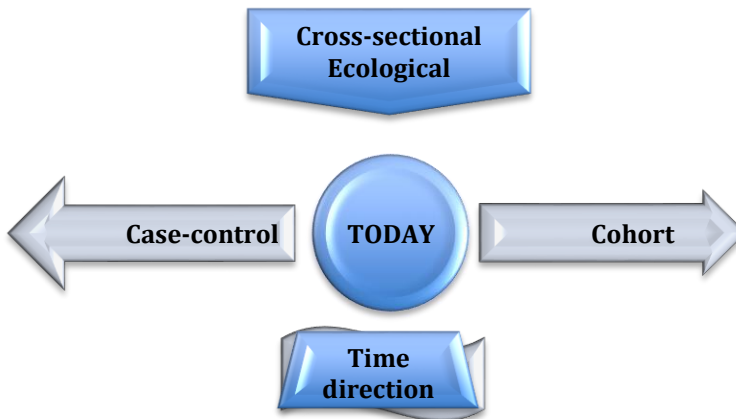 Cross-sectional
Ecological
Case-control
TODAY
Cohort
Time
direction